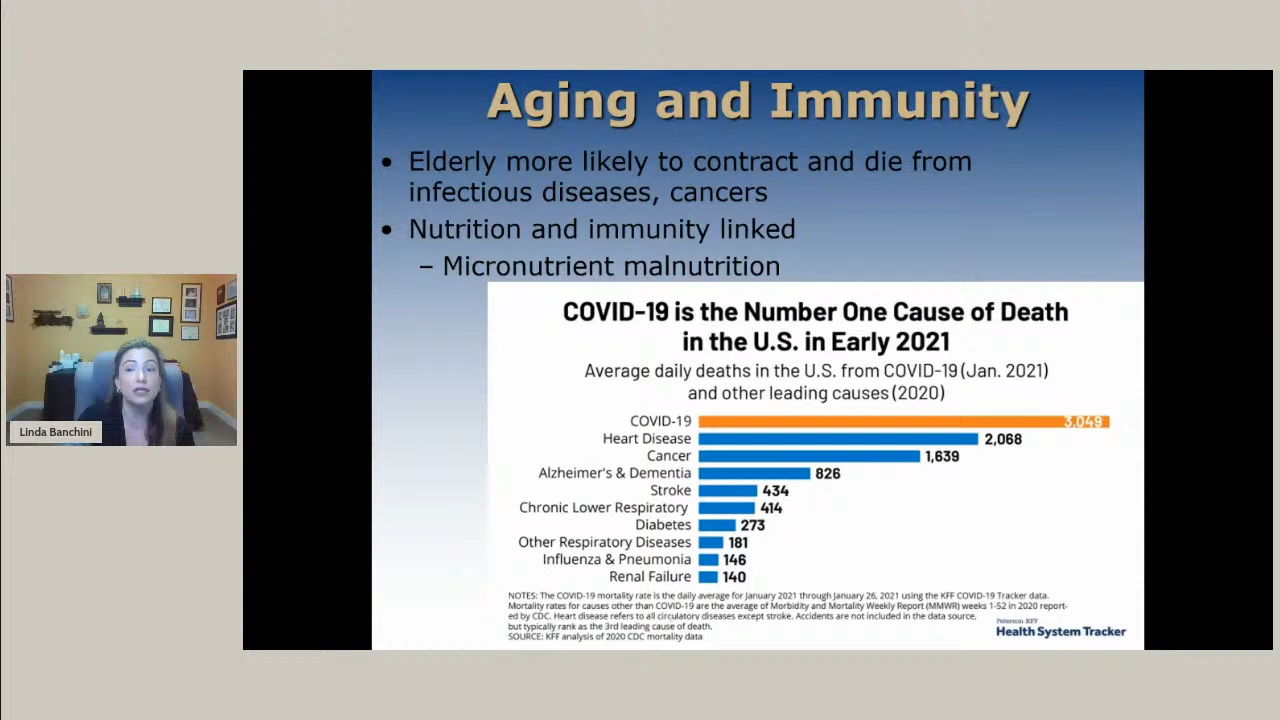 Aging and Immunity
• Elderly more likely to contract and die from
infectious diseases, cancers
• Nutrition and immunity linked
– Micronutrient malnutrition
COVID-19 is the Number One Cause of Death
in the U.S. in Early 2021
Average daily deaths in the U.S. from COVID-19 (Jan. 2021)
and other leading causes (2020)
COVID-19 3,049
Heart Disease 2,068
Cancer 1,639
Alzheimer's & Dementia 826
Stroke 434
Chronic Lower Respiratory 414
Diabetes 273
Other Respiratory Diseases 181
Influenza & Pneumonia 146
Renal Failure 140
NOTES: The COVID-19 mortality rate is the daily average for January 2021 through January 26, 2021 using the KFF COVID-19 Tracker data.
Mortality rates for causes other than COVID-19 are the average of Morbidity and Mortality Weekly Report (MMWR) weeks 1-52 in 2020 report-
ed by CDC. Heart disease refers to all circulatory diseases except stroke. Accidents are not included in the data source,
but typically rank as the 3rd leading cause of death.
SOURCE: KFF analysis of 2020 CDC mortality data
Peterson-KFF
Health System Tracker
Linda Banchini